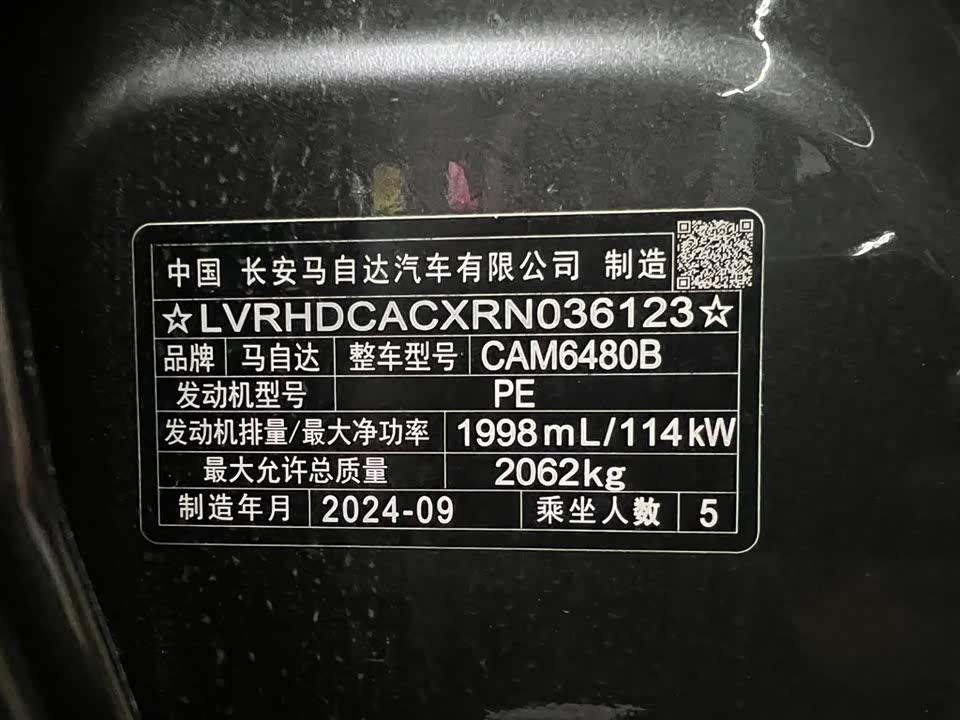 中国 长安马自达汽车有限公司 制造
☆LVRHDCACXRN036123☆
品牌 马自达 整车型号 CAM6480B
发动机型号 PE
发动机排量/最大净功率 1998mL/114kW
最大允许总质量 2062kg
制造年月 2024-09 乘坐人数 5